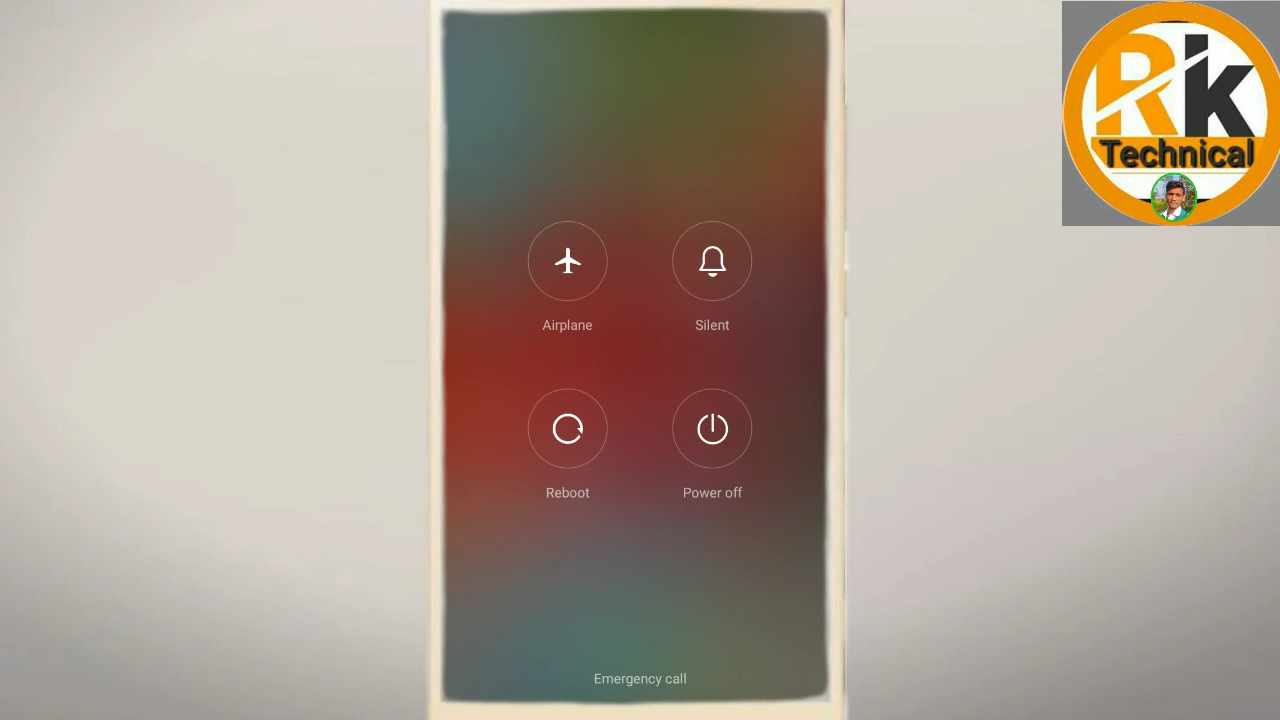 Rk
Technical
Airplane
Silent
Reboot
Power off
Emergency call